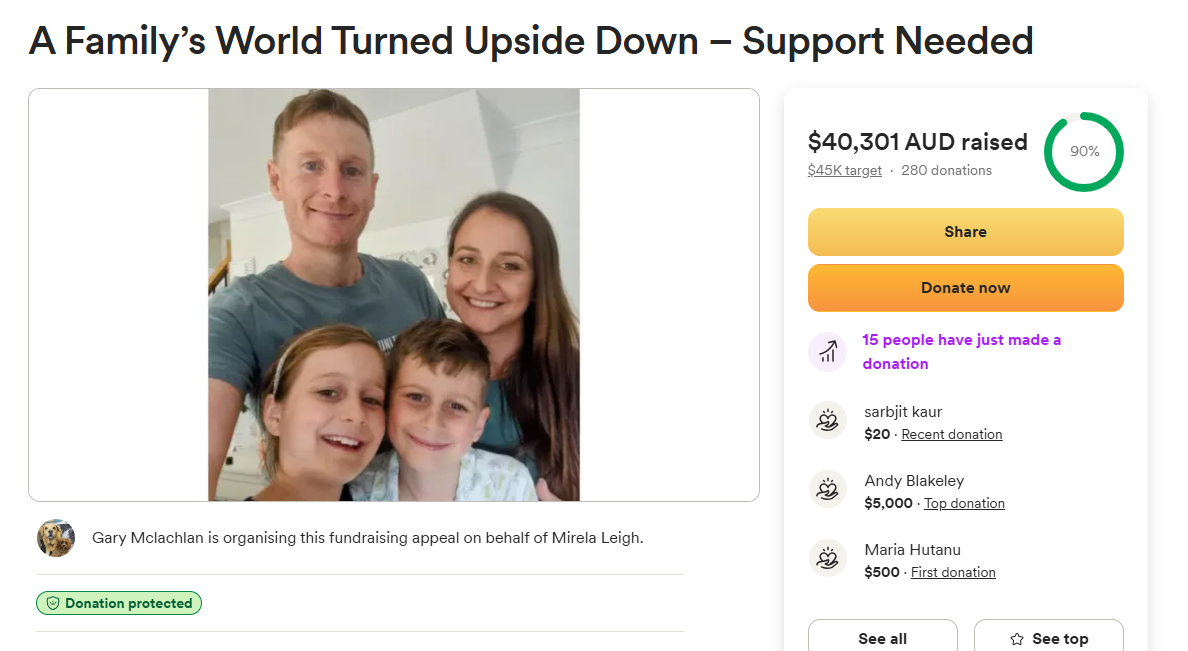 A Family’s World Turned Upside Down – Support Needed
$40,301 AUD raised
$45K target · 280 donations
90%
Share
Donate now
15 people have just made a
donation
sarbjit kaur
$20 · Recent donation
Andy Blakeley
$5,000 · Top donation
Maria Hutanu
$500 · First donation
See all
See top
Gary Mclachlan is organising this fundraising appeal on behalf of Mirela Leigh.
Donation protected